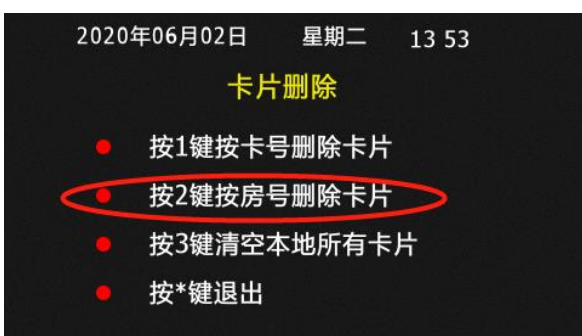 2020年06月02日 星期二 13 53
卡片删除
按1键按卡号删除卡片
按2键按房号删除卡片
按3键清空本地所有卡片
按*键退出